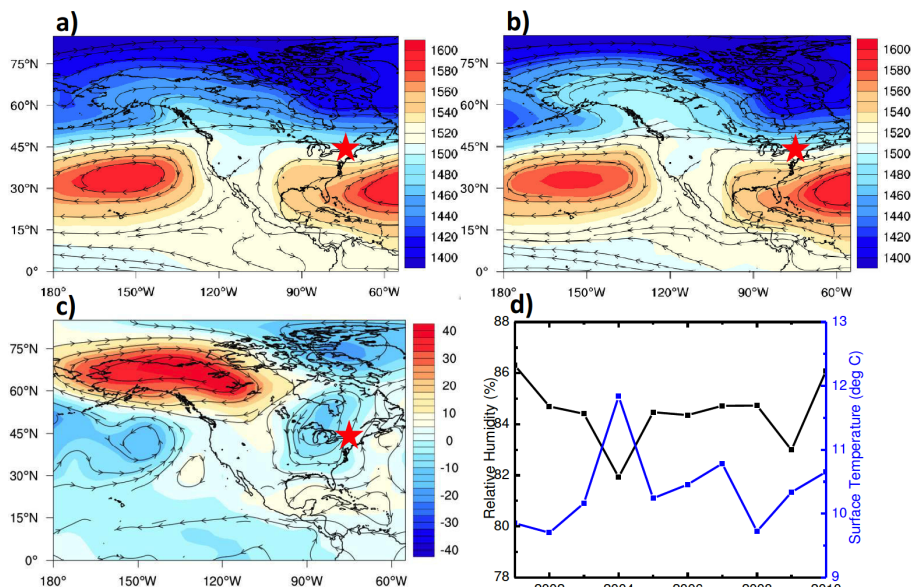 a)
75°N
60°N
45°N
30°N
15°N
0°
180°
150°W
120°W
90°W
60°W
1600
1580
1560
1540
1520
1500
1480
1460
1440
1420
1400
b)
75°N
60°N
45°N
30°N
15°N
0°
180°
150°W
120°W
90°W
60°W
1600
1580
1560
1540
1520
1500
1480
1460
1440
1420
1400
c)
75°N
60°N
45°N
30°N
15°N
0°
180°
150°W
120°W
90°W
60°W
40
30
20
10
0
-10
-20
-30
-40
d)
Relative Humidity (%)
88
86
84
82
80
78
13
12
11
10
9
Surface Temperature (deg C)
2002 2004 2006 2008 2010